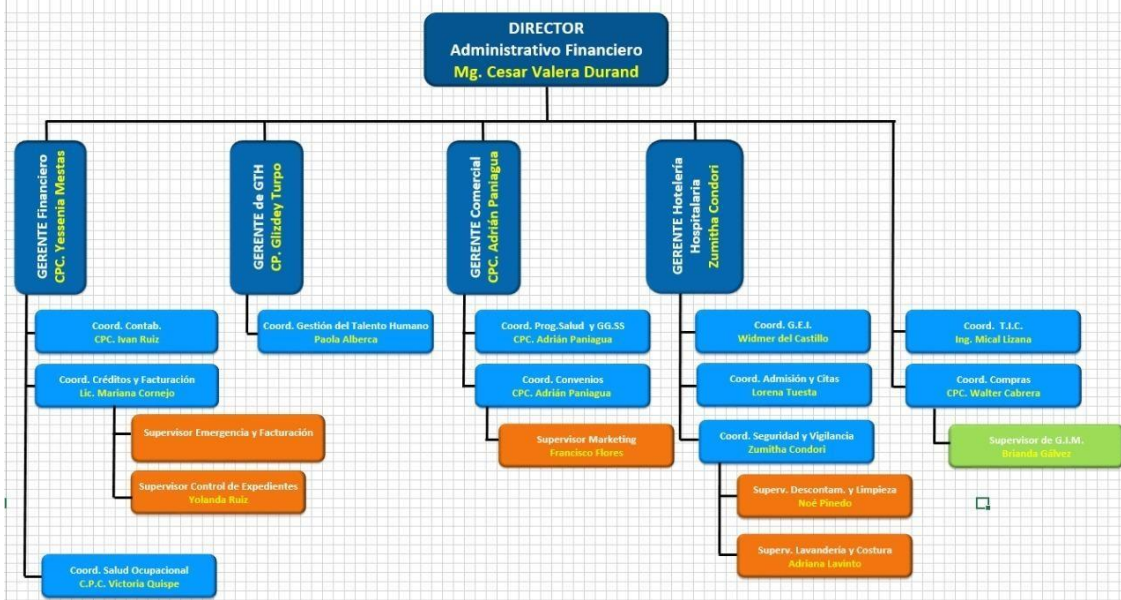 DIRECTOR
Administrativo Financiero
Mg. Cesar Valera Durand
GERENTE Financiero
CPC. Yessenia Mestas
GERENTE de GTH
CP. Glizdey Turpo
GERENTE Comercial
CPC. Adrián Paniagua
GERENTE Hotelería
Hospitalaria
Zumitha Condori
Coord. Contab.
CPC. Ivan Ruiz
Coord. Créditos y Facturación
Lic. Mariana Cornejo
Supervisor Emergencia y Facturación
Supervisor Control de Expedientes
Yolanda Ruiz
Coord. Salud Ocupacional
C.P.C. Victoria Quispe
Coord. Gestión del Talento Humano
Paola Alberca
Coord. Prog.Salud y GG.SS
CPC. Adrián Paniagua
Coord. Convenios
CPC. Adrián Paniagua
Supervisor Marketing
Francisco Flores
Coord. G.E.I.
Widmer del Castillo
Coord. Admisión y Citas
Lorena Tuesta
Coord. Seguridad y Vigilancia
Zumitha Condori
Superv. Descontam. y Limpieza
Noé Pinedo
Superv. Lavandería y Costura
Adriana Lavinto
Coord. T.I.C.
Ing. Mical Lizana
Coord. Compras
CPC. Walter Cabrera
Supervisor de G.I.M.
Brianda Gálvez